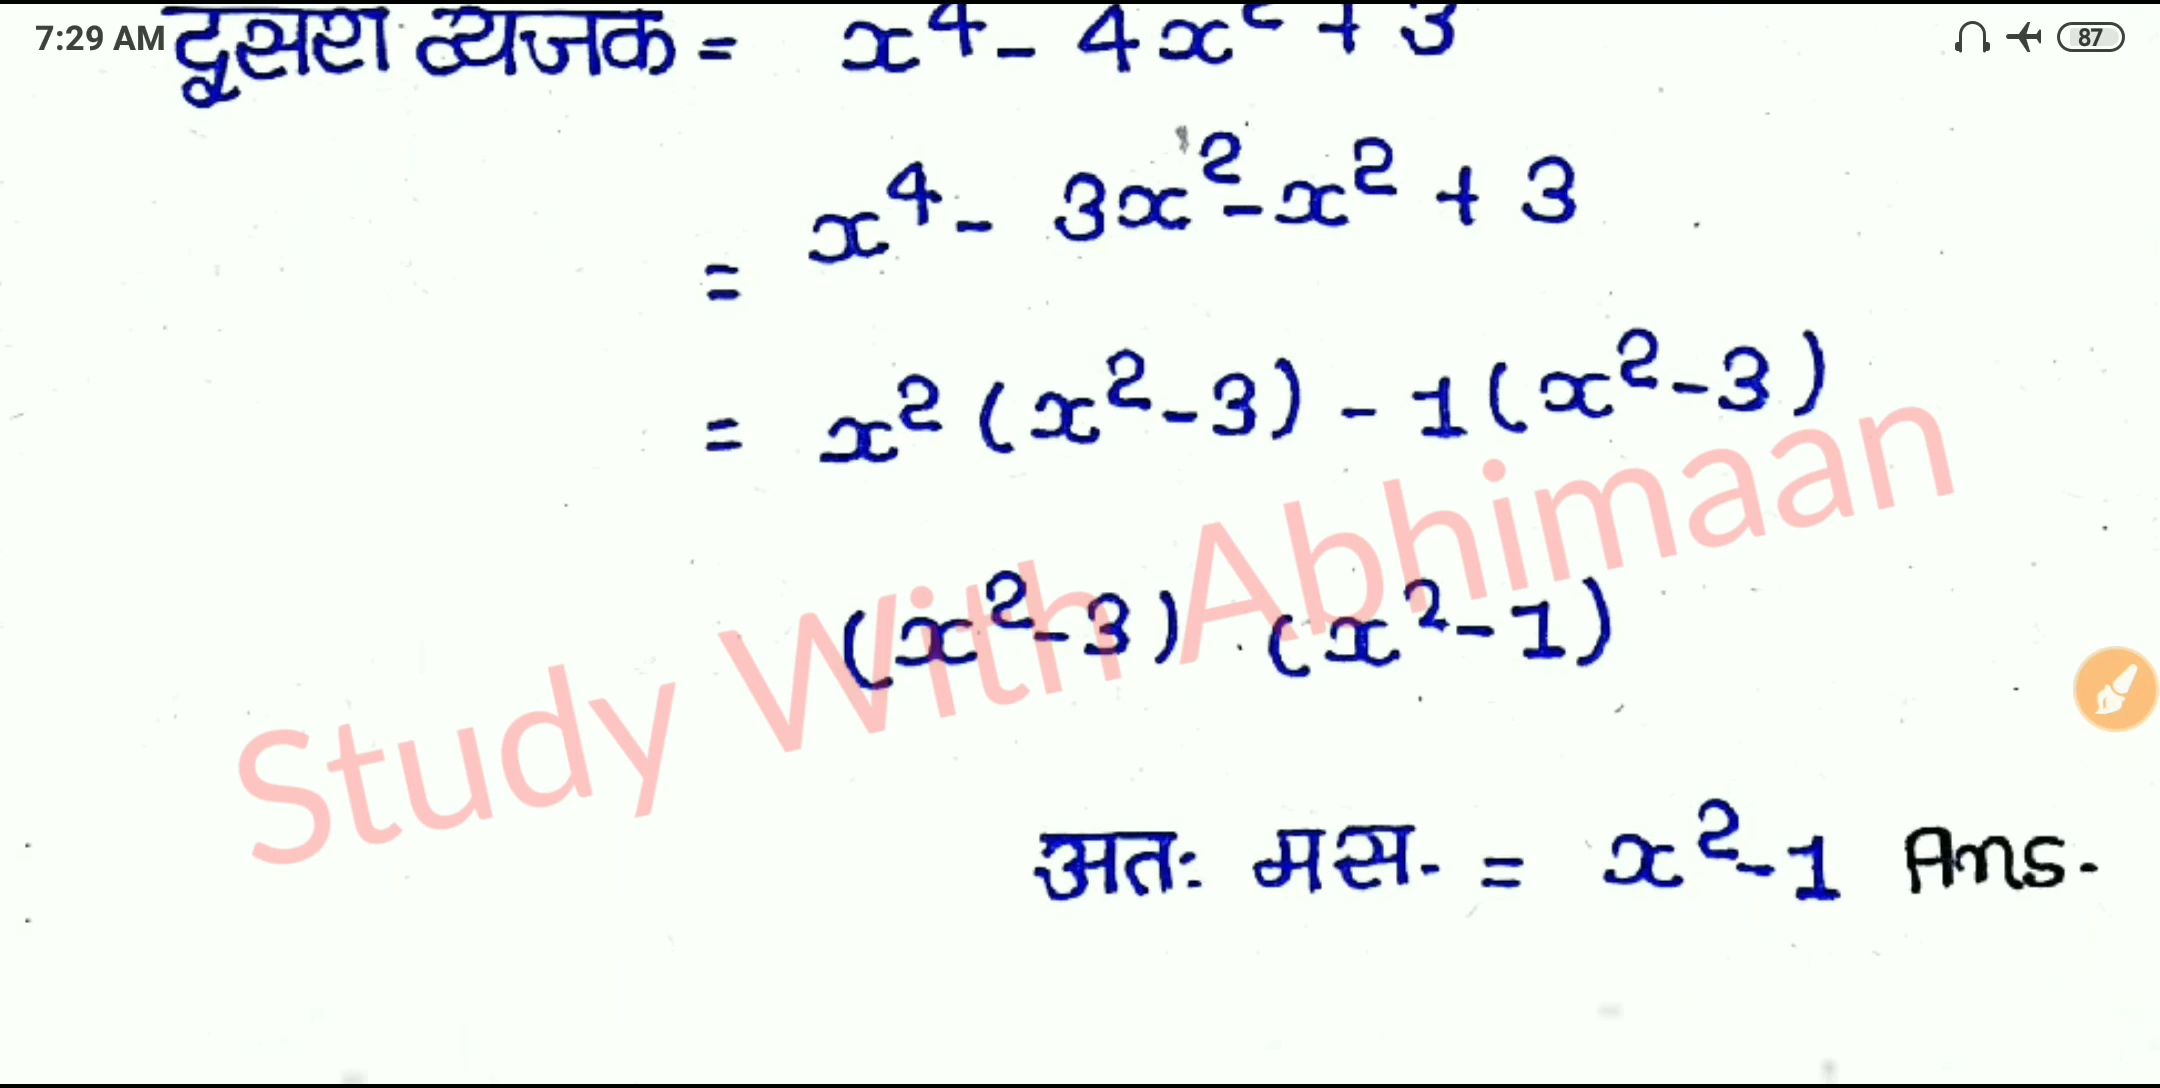 7:29 AM दूसरा व्यंजक = x⁴ - 4x² + 3 87
= x⁴ - 3x² - x² + 3
= x² (x² - 3) - 1 (x² - 3)
(x² - 3) . (x² - 1)
Study With Abhimaan
अतः मस. = x² - 1 Ans.